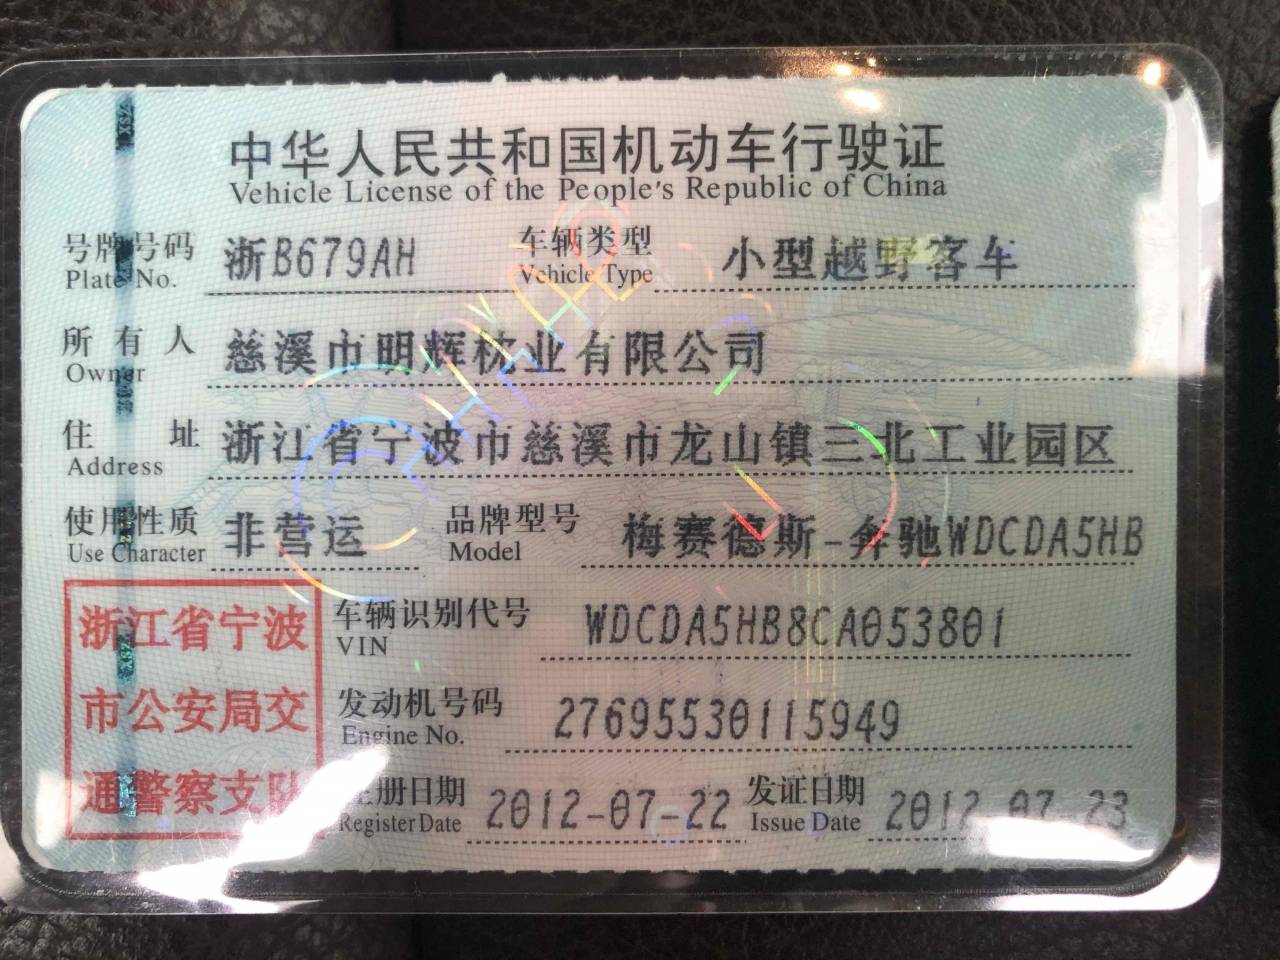 中华人民共和国机动车行驶证
Vehicle License of the People's Republic of China
号牌号码 浙B679AH 车辆类型 小型越野客车
Plate No. Vehicle Type
所有人 慈溪市明辉枕业有限公司
Owner
住址 浙江省宁波市慈溪市龙山镇三北工业园区
Address
使用性质 非营运 品牌型号 梅赛德斯-奔驰WDCDA5HB
Use Character Model
浙江省宁波
市公安局交
通警察支队
车辆识别代号 WDCDA5HB8CA053801
VIN
发动机号码 27695530115949
Engine No.
注册日期 2012-07-22 发证日期 2012-07-23
Register Date Issue Date